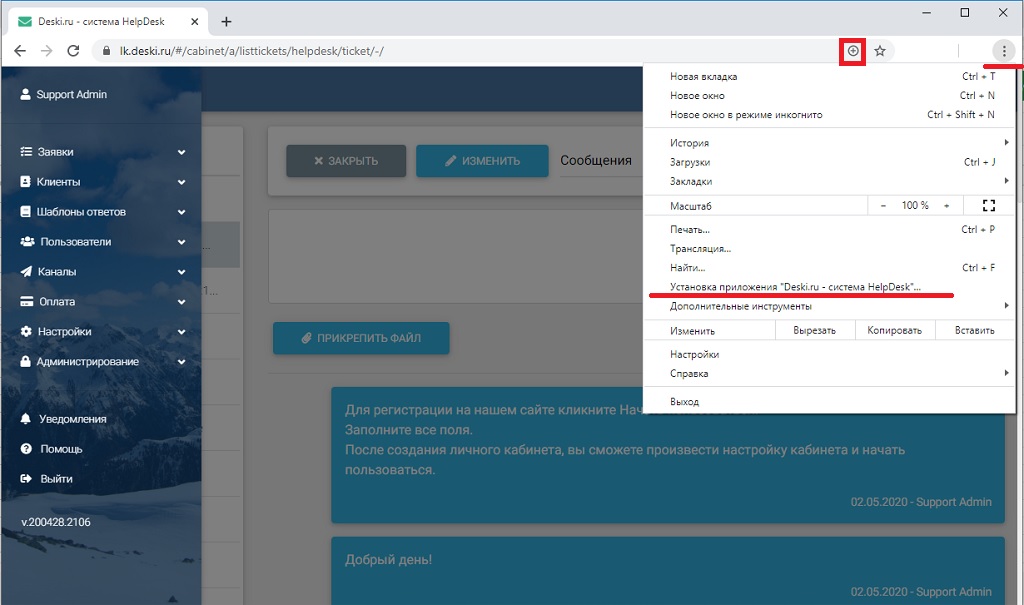 Deski.ru - система HelpDesk
lk.deski.ru/#/cabinet/a/listtickets/helpdesk/ticket/-/
Support Admin
Заявки
Клиенты
Шаблоны ответов
Пользователи
Каналы
Оплата
Настройки
Администрирование
Уведомления
Помощь
Выйти
v.200428.2106
ЗАКРЫТЬ
ИЗМЕНИТЬ
Сообщения
ПРИКРЕПИТЬ ФАЙЛ
Для регистрации на нашем сайте кликните
Заполните все поля.
После создания личного кабинета, вы сможете произвести настройку кабинета и начать
пользоваться.
02.05.2020 - Support Admin
Добрый день!
02.05.2020 - Support Admin
Новая вкладка Ctrl + T
Новое окно Ctrl + N
Новое окно в режиме инкогнито Ctrl + Shift + N
История
Загрузки Ctrl + J
Закладки
Масштаб - 100 % +
Печать... Ctrl + P
Трансляция...
Найти... Ctrl + F
Установка приложения "Deski.ru - система HelpDesk"...
Дополнительные инструменты
Изменить Вырезать Копировать Вставить
Настройки
Справка
Выход